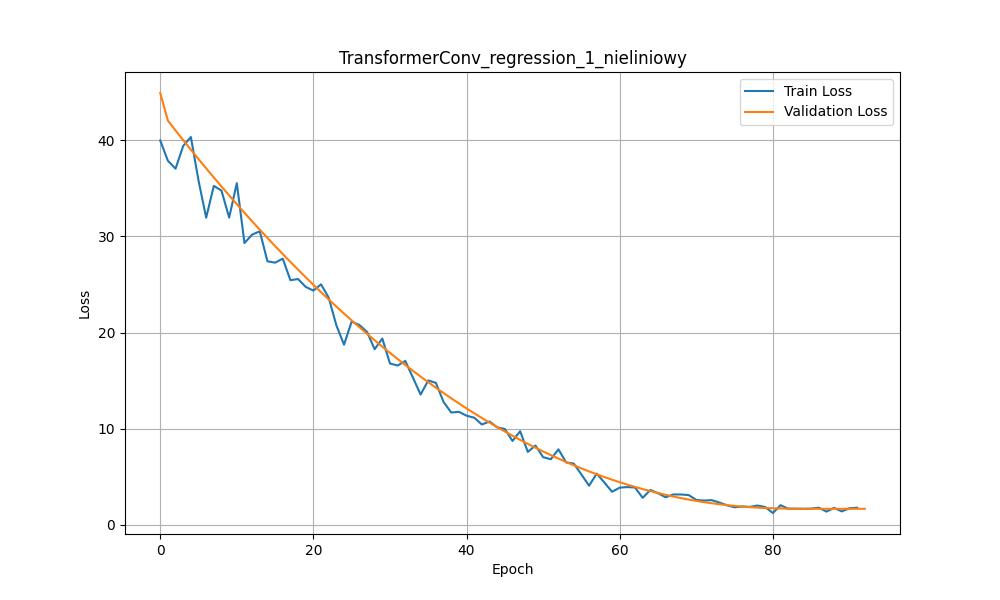 TransformerConv_regression_1_nieliniowy
Train Loss
Validation Loss
40
30
20
10
0
Loss
0 20 40 60 80
Epoch